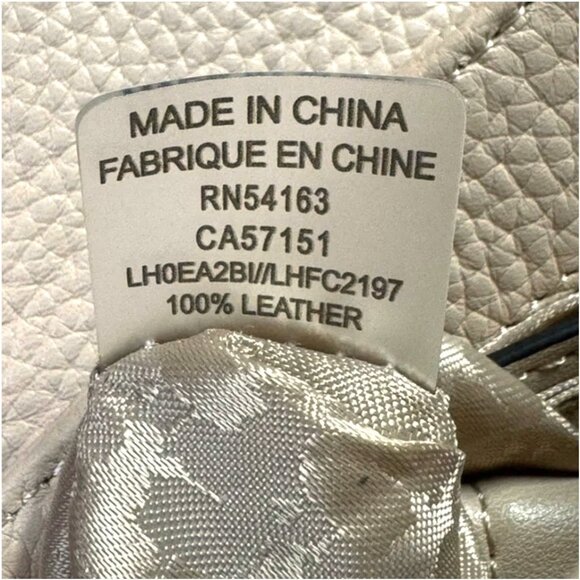 MADE IN CHINA
FABRIQUE EN CHINE
RN54163
CA57151
LH0EA2BI//LHFC2197
100% LEATHER